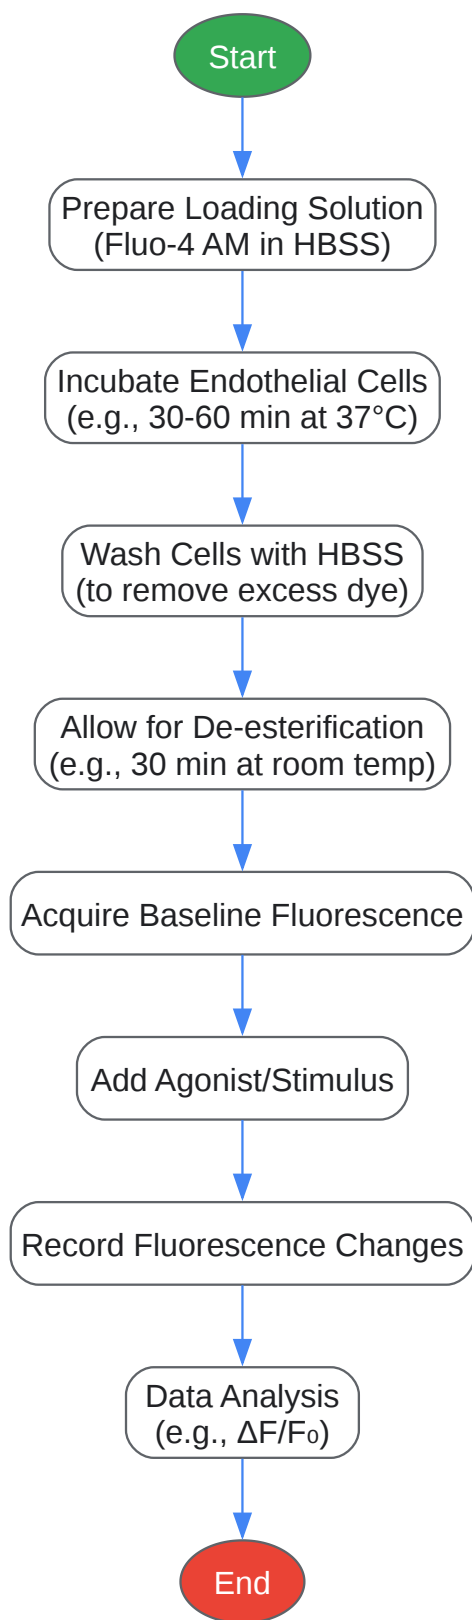 Start
Prepare Loading Solution
(Fluo-4 AM in HBSS)
Incubate Endothelial Cells
(e.g., 30-60 min at 37°C)
Wash Cells with HBSS
(to remove excess dye)
Allow for De-esterification
(e.g., 30 min at room temp)
Acquire Baseline Fluorescence
Add Agonist/Stimulus
Record Fluorescence Changes
Data Analysis
(e.g., ΔF/F₀)
End